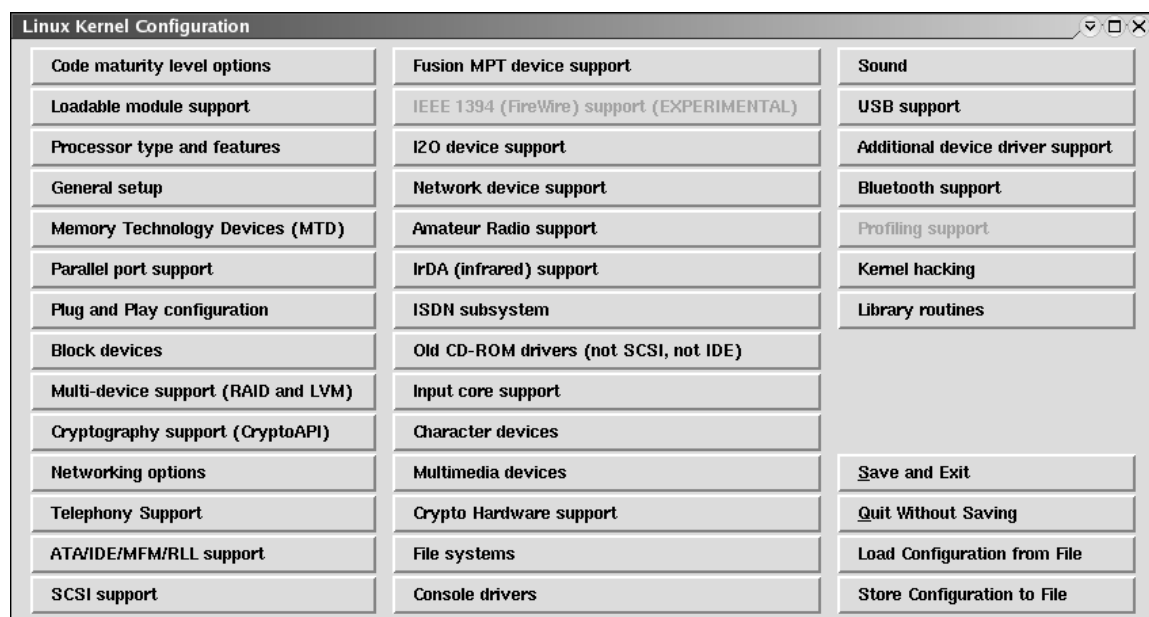 Linux Kernel Configuration
Code maturity level options
Loadable module support
Processor type and features
General setup
Memory Technology Devices (MTD)
Parallel port support
Plug and Play configuration
Block devices
Multi-device support (RAID and LVM)
Cryptography support (CryptoAPI)
Networking options
Telephony Support
ATA/IDE/MFM/RLL support
SCSI support
Fusion MPT device support
IEEE 1394 (FireWire) support (EXPERIMENTAL)
I2O device support
Network device support
Amateur Radio support
IrDA (infrared) support
ISDN subsystem
Old CD-ROM drivers (not SCSI, not IDE)
Input core support
Character devices
Multimedia devices
Crypto Hardware support
File systems
Console drivers
Sound
USB support
Additional device driver support
Bluetooth support
Profiling support
Kernel hacking
Library routines
Save and Exit
Quit Without Saving
Load Configuration from File
Store Configuration to File